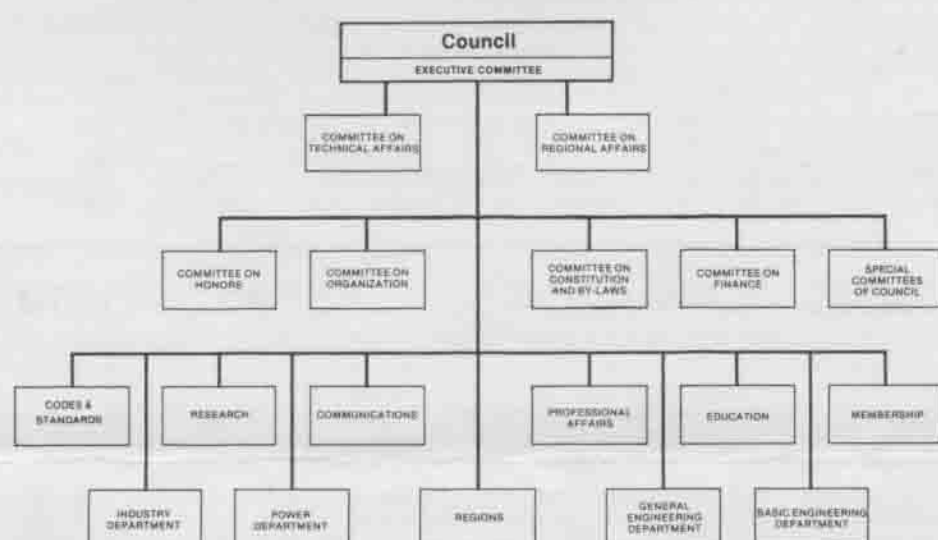 Council
EXECUTIVE COMMITTEE
COMMITTEE ON
TECHNICAL AFFAIRS
COMMITTEE ON
REGIONAL AFFAIRS
COMMITTEE ON
HONORE
COMMITTEE ON
ORGANIZATION
COMMITTEE ON
CONSTITUTION
AND BY-LAWS
COMMITTEE ON
FINANCE
SPECIAL
COMMITTEES
OF COUNCIL
CODES &
STANDARDS
RESEARCH
COMMUNICATIONS
PROFESSIONAL
AFFAIRS
EDUCATION
MEMBERSHIP
INDUSTRY
DEPARTMENT
POWER
DEPARTMENT
REGIONS
GENERAL
ENGINEERING
DEPARTMENT
BASIC ENGINEERING
DEPARTMENT